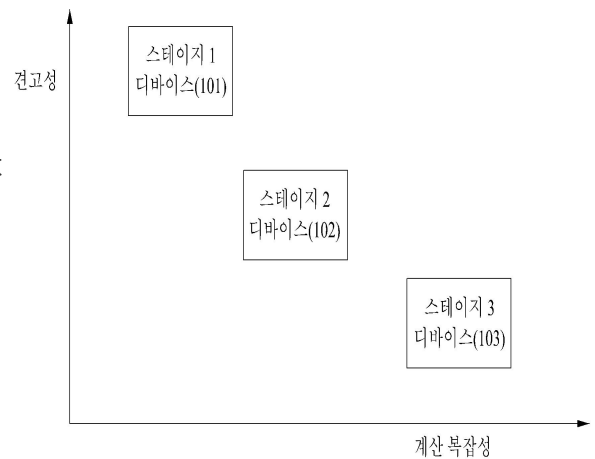 스테이지 1
디바이스(101)
견고성
스테이지 2
디바이스(102)
스테이지 3
디바이스(103)
계산 복잡성